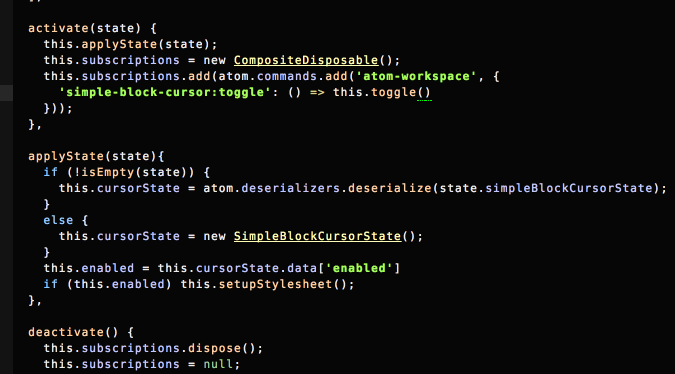 activate(state) {
this.applyState(state);
this.subscriptions = new CompositeDisposable();
this.subscriptions.add(atom.commands.add('atom-workspace', {
'simple-block-cursor:toggle': () => this.toggle()
}));
},
applyState(state){
if (!isEmpty(state)) {
this.cursorState = atom.deserializers.deserialize(state.simpleBlockCursorState);
}
else {
this.cursorState = new SimpleBlockCursorState();
}
this.enabled = this.cursorState.data['enabled']
if (this.enabled) this.setupStylesheet();
},
deactivate() {
this.subscriptions.dispose();
this.subscriptions = null;